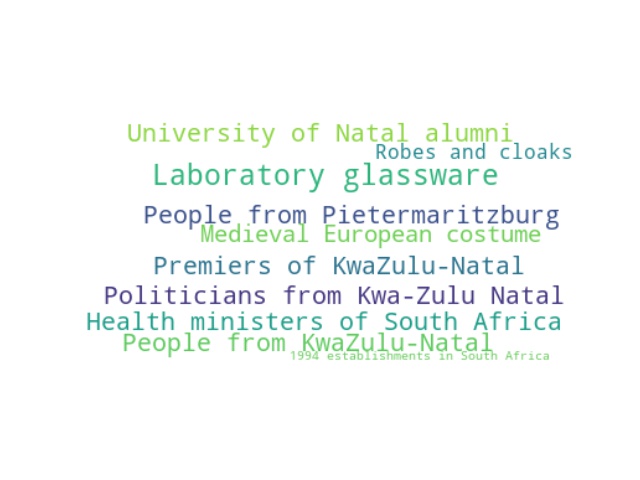 University of Natal alumni
Robes and cloaks
Laboratory glassware
People from Pietermaritzburg
Medieval European costume
Premiers of KwaZulu-Natal
Politicians from Kwa-Zulu Natal
Health ministers of South Africa
People from KwaZulu-Natal
1994 establishments in South Africa